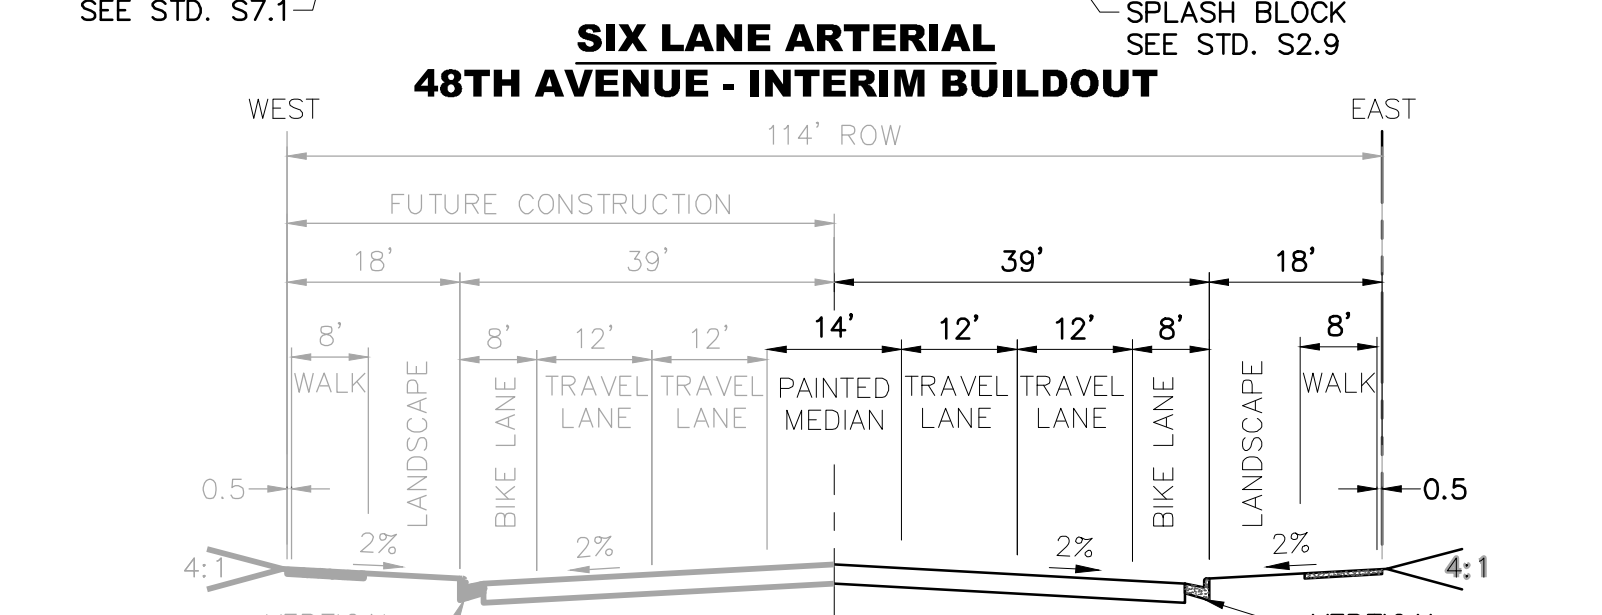 SEE STD. S7.1
SPLASH BLOCK
SEE STD. S2.9
SIX LANE ARTERIAL
48TH AVENUE - INTERIM BUILDOUT
WEST
EAST
114' ROW
FUTURE CONSTRUCTION
18'
39'
39'
18'
8'
8'
12'
12'
14'
12'
12'
8'
8'
WALK
LANDSCAPE
BIKE LANE
TRAVEL
LANE
TRAVEL
LANE
PAINTED
MEDIAN
TRAVEL
LANE
TRAVEL
LANE
BIKE LANE
LANDSCAPE
WALK
0.5
0.5
2%
2%
2%
2%
4:1
4:1